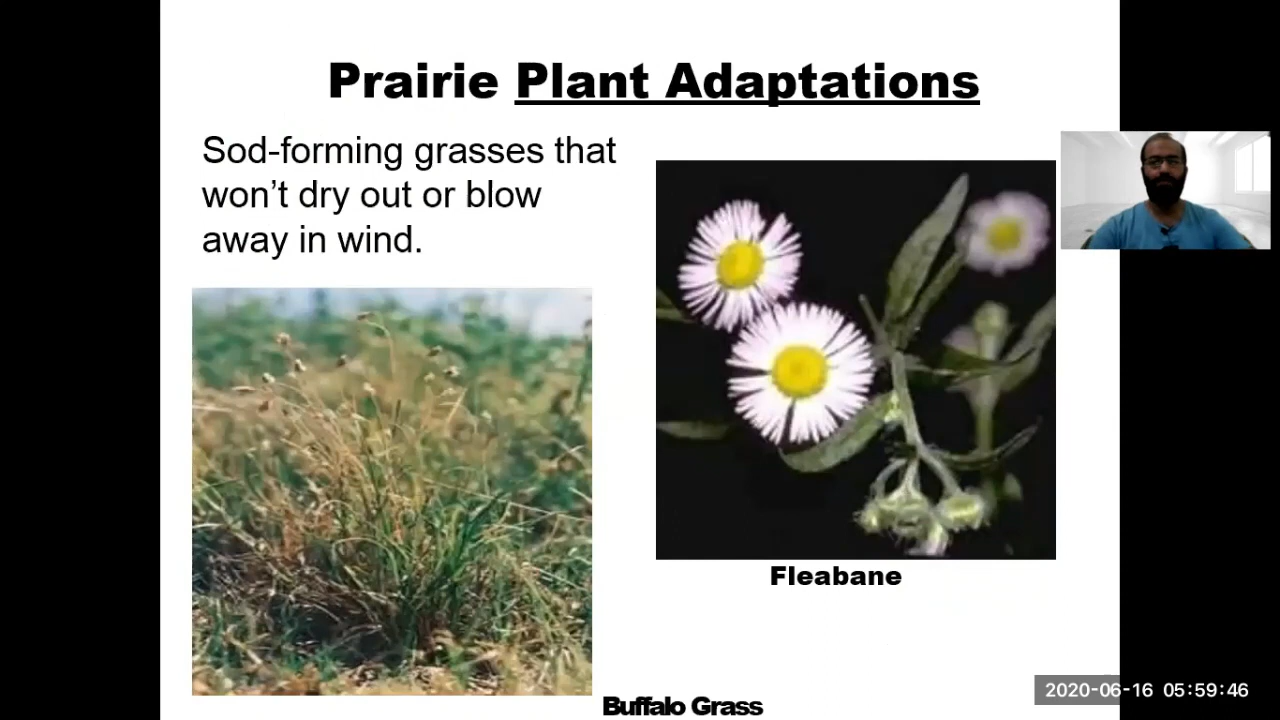 Prairie Plant Adaptations
Sod-forming grasses that
won't dry out or blow
away in wind.
Fleabane
Buffalo Grass
2020-06-16 05:59:46